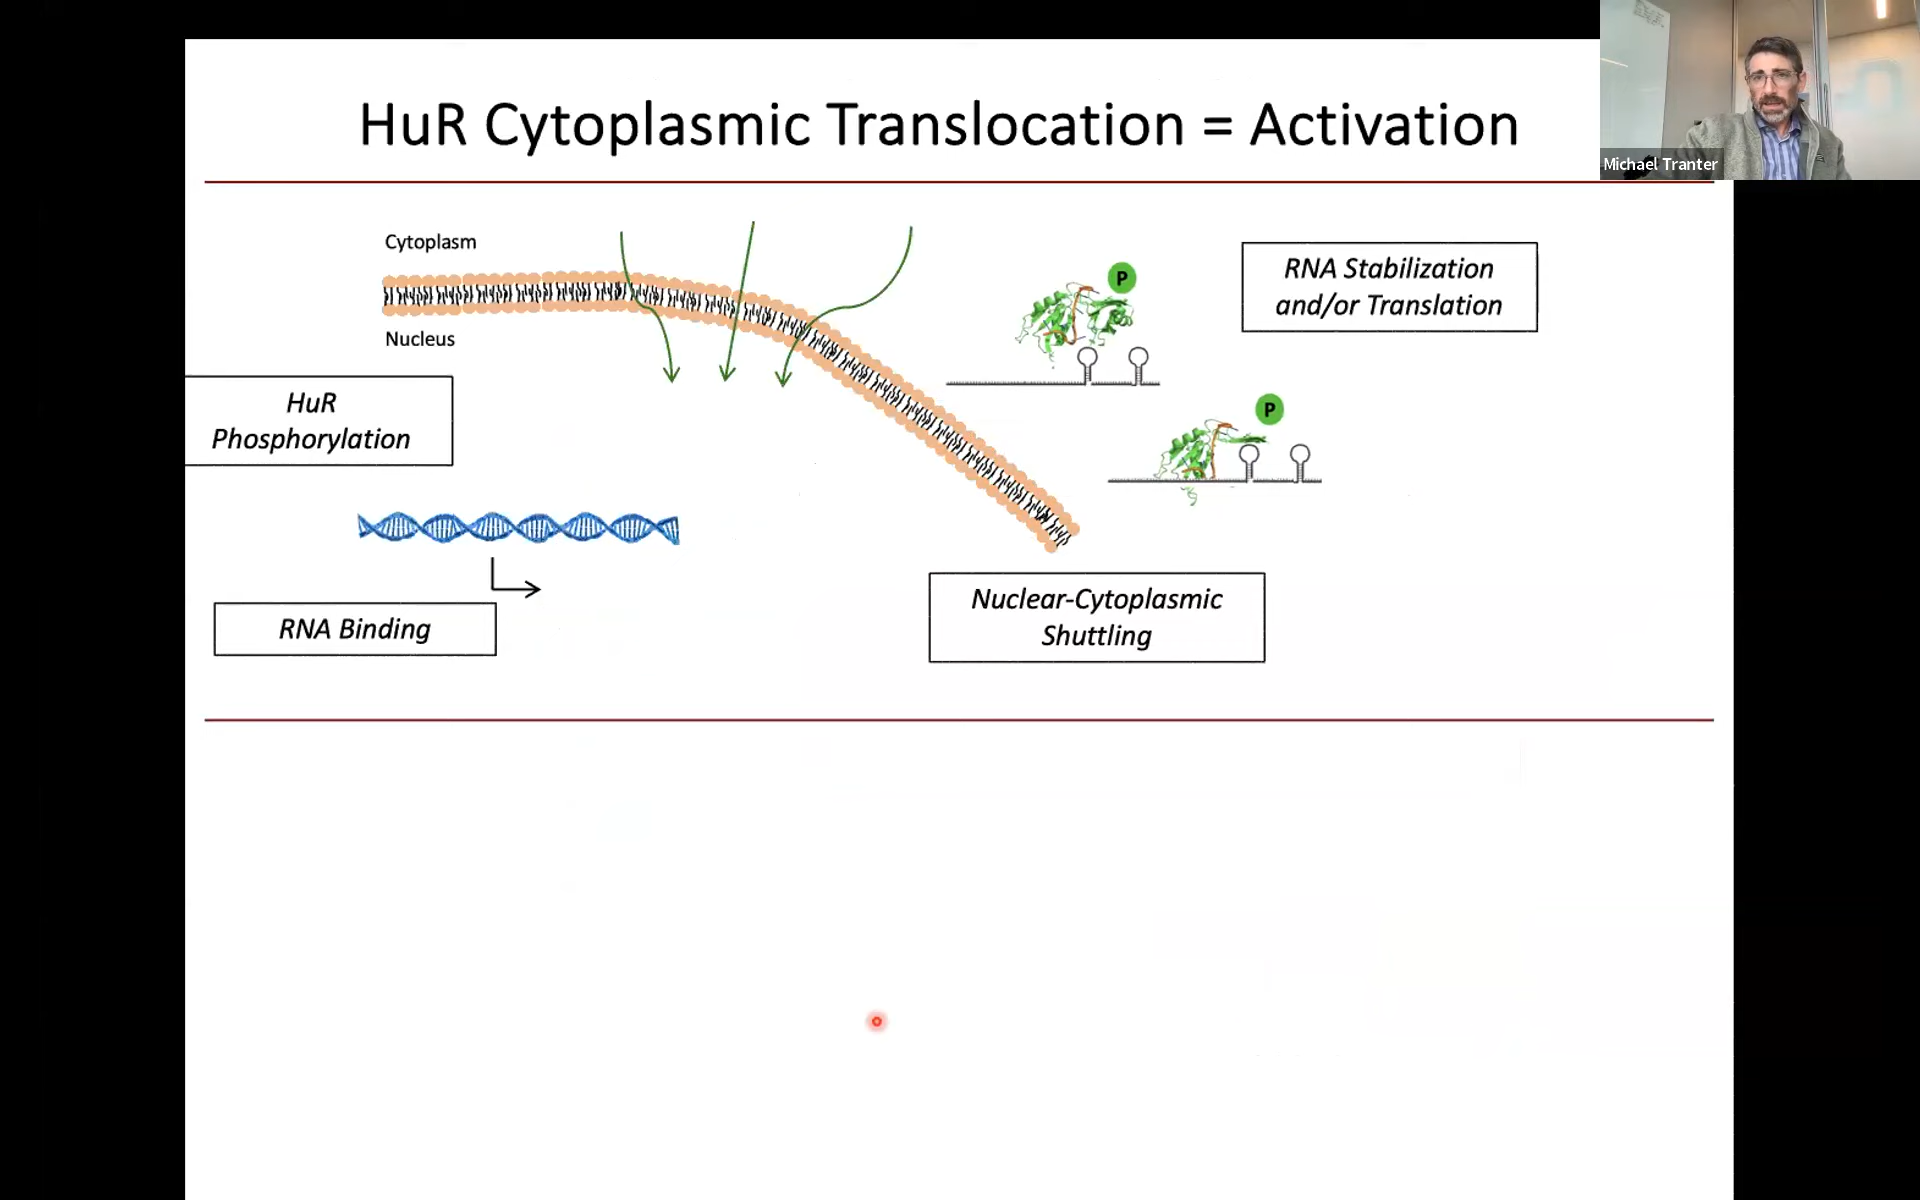 HuR Cytoplasmic Translocation = Activation
Michael Tranter
Cytoplasm
Nucleus
P
RNA Stabilization
and/or Translation
HuR
Phosphorylation
P
RNA Binding
Nuclear-Cytoplasmic
Shuttling